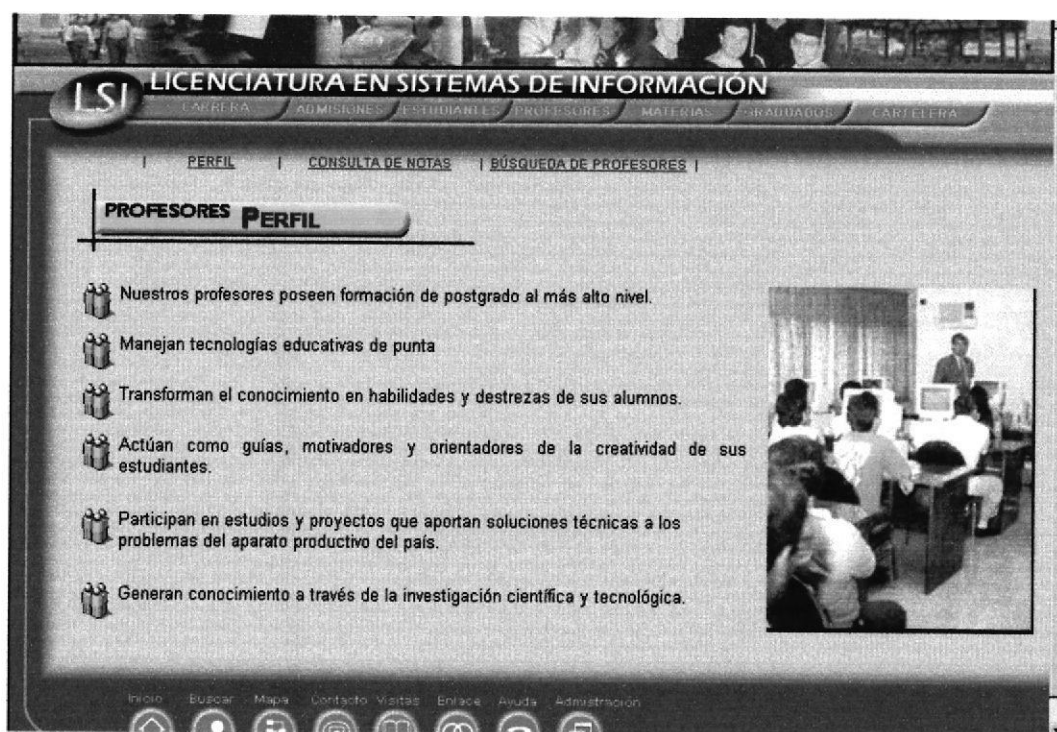 LSI LICENCIATURA EN SISTEMAS DE INFORMACIÓN
CARRERA ADMISIONES ESTUDIANTES PROFESORES MATERIAS GRADUADOS CARTELERA
| PERFIL | CONSULTA DE NOTAS | BÚSQUEDA DE PROFESORES |
PROFESORES PERFIL
Nuestros profesores poseen formación de postgrado al más alto nivel.
Manejan tecnologías educativas de punta
Transforman el conocimiento en habilidades y destrezas de sus alumnos.
Actúan como guías, motivadores y orientadores de la creatividad de sus
estudiantes.
Participan en estudios y proyectos que aportan soluciones técnicas a los
problemas del aparato productivo del país.
Generan conocimiento a través de la investigación científica y tecnológica.
Inicio Buscar Mapa Contacto Visitas Enlace Ayuda Admistración